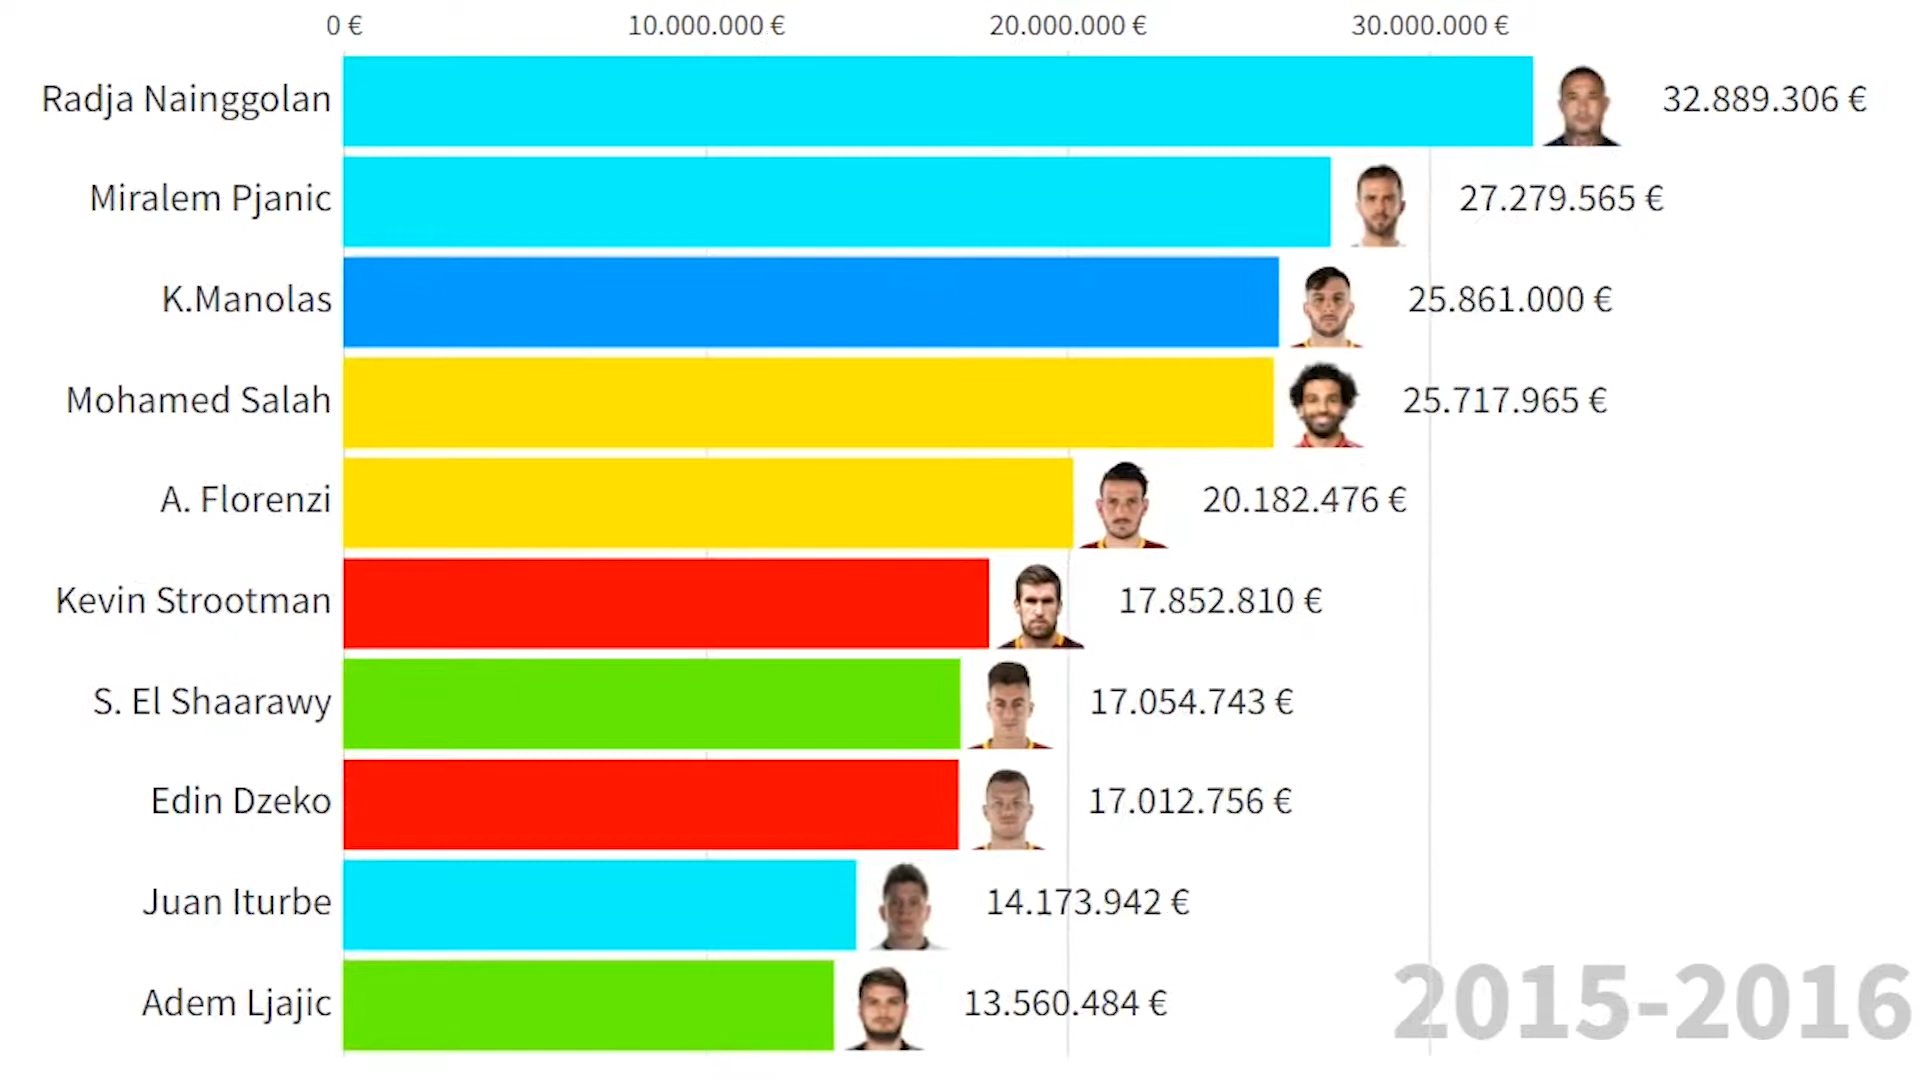 0 € 10.000.000 € 20.000.000 € 30.000.000 €
Radja Nainggolan 32.889.306 €
Miralem Pjanic 27.279.565 €
K.Manolas 25.861.000 €
Mohamed Salah 25.717.965 €
A. Florenzi 20.182.476 €
Kevin Strootman 17.852.810 €
S. El Shaarawy 17.054.743 €
Edin Dzeko 17.012.756 €
Juan Iturbe 14.173.942 €
Adem Ljajic 13.560.484 €
2015-2016